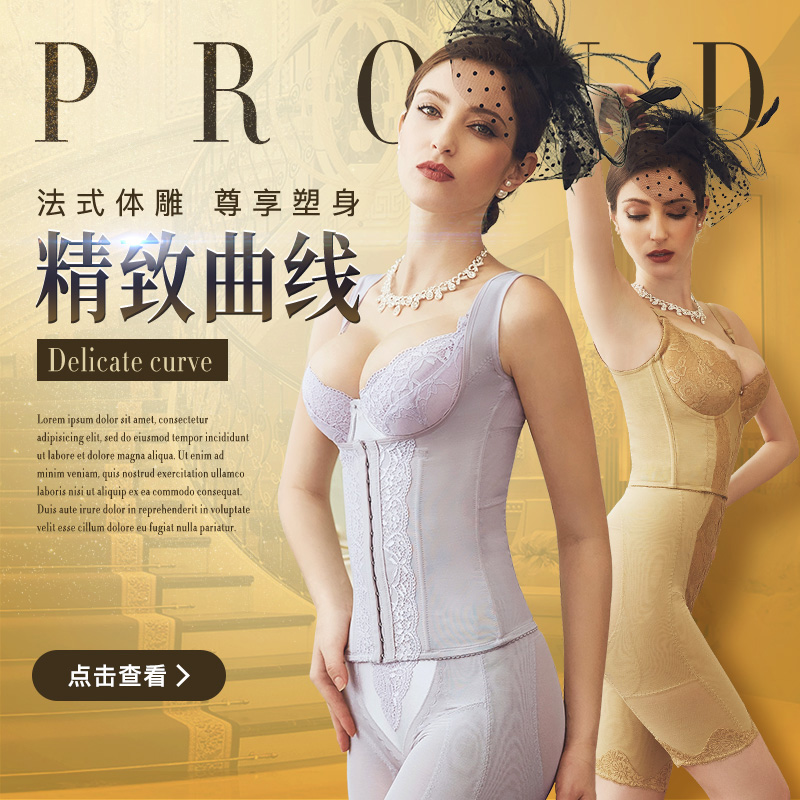 PROUD
法式体雕 尊享塑身
精致曲线
Delicate curve
Lorem ipsum dolor sit amet, consectetur
adipisicing elit, sed do eiusmod tempor incididunt
ut labore et dolore magna aliqua. Ut enim ad
minim veniam, quis nostrud exercitation ullamco
laboris nisi ut aliquip ex ea commodo consequat.
Duis aute irure dolor in reprehenderit in voluptate
velit esse cillum dolore eu fugiat nulla pariatur.
点击查看